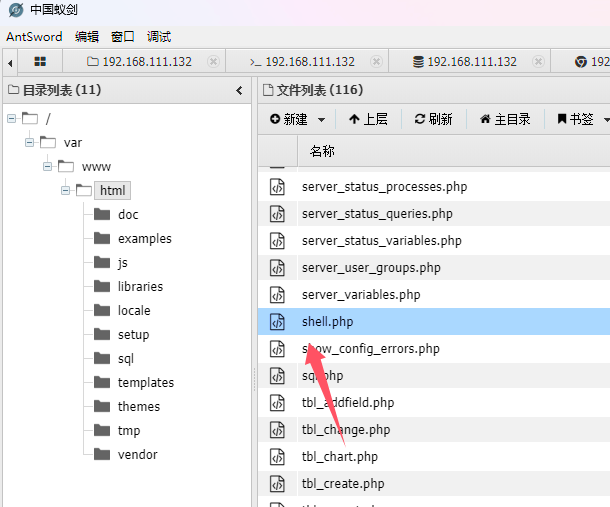 中国蚁剑
AntSword 编辑 窗口 调试
192.168.111.132 192.168.111.132 192.168.111.132 192
目录列表 (11)
/
var
www
html
doc
examples
js
libraries
locale
setup
sql
templates
themes
tmp
vendor
文件列表 (116)
新建 上层 刷新 主目录 书签
名称
server_status_processes.php
server_status_queries.php
server_status_variables.php
server_user_groups.php
server_variables.php
shell.php
show_config_errors.php
sql.php
tbl_addfield.php
tbl_change.php
tbl_chart.php
tbl_create.php